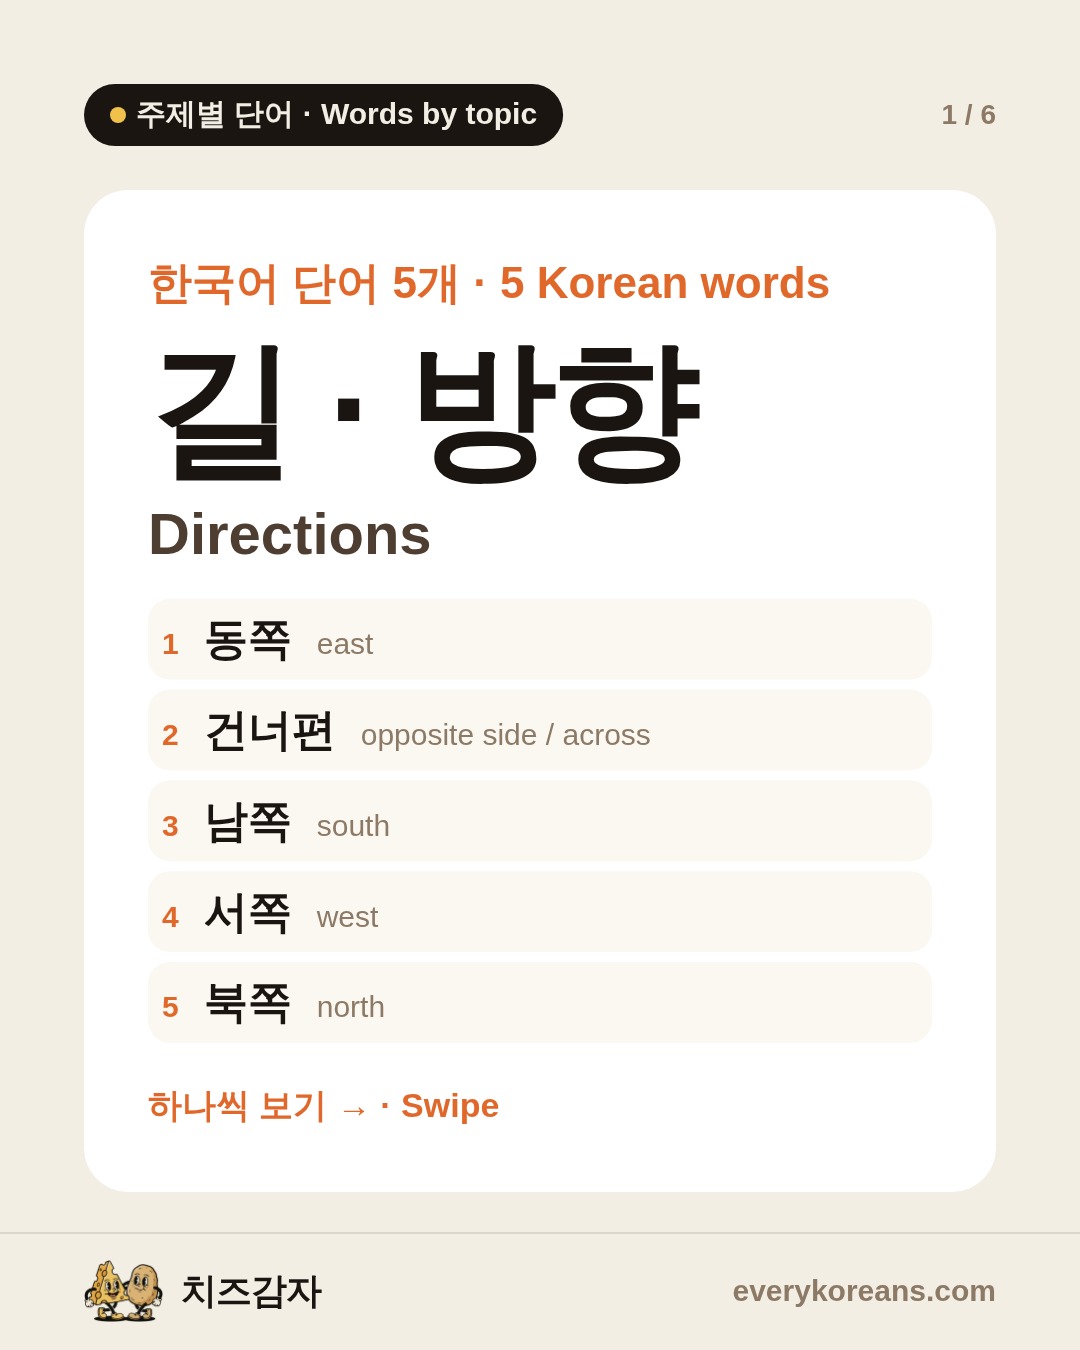 주제별 단어 · Words by topic
1 / 6
한국어 단어 5개 · 5 Korean words
길 · 방향
Directions
1 동쪽 east
2 건너편 opposite side / across
3 남쪽 south
4 서쪽 west
5 북쪽 north
하나씩 보기 → · Swipe
치즈감자
everykoreans.com